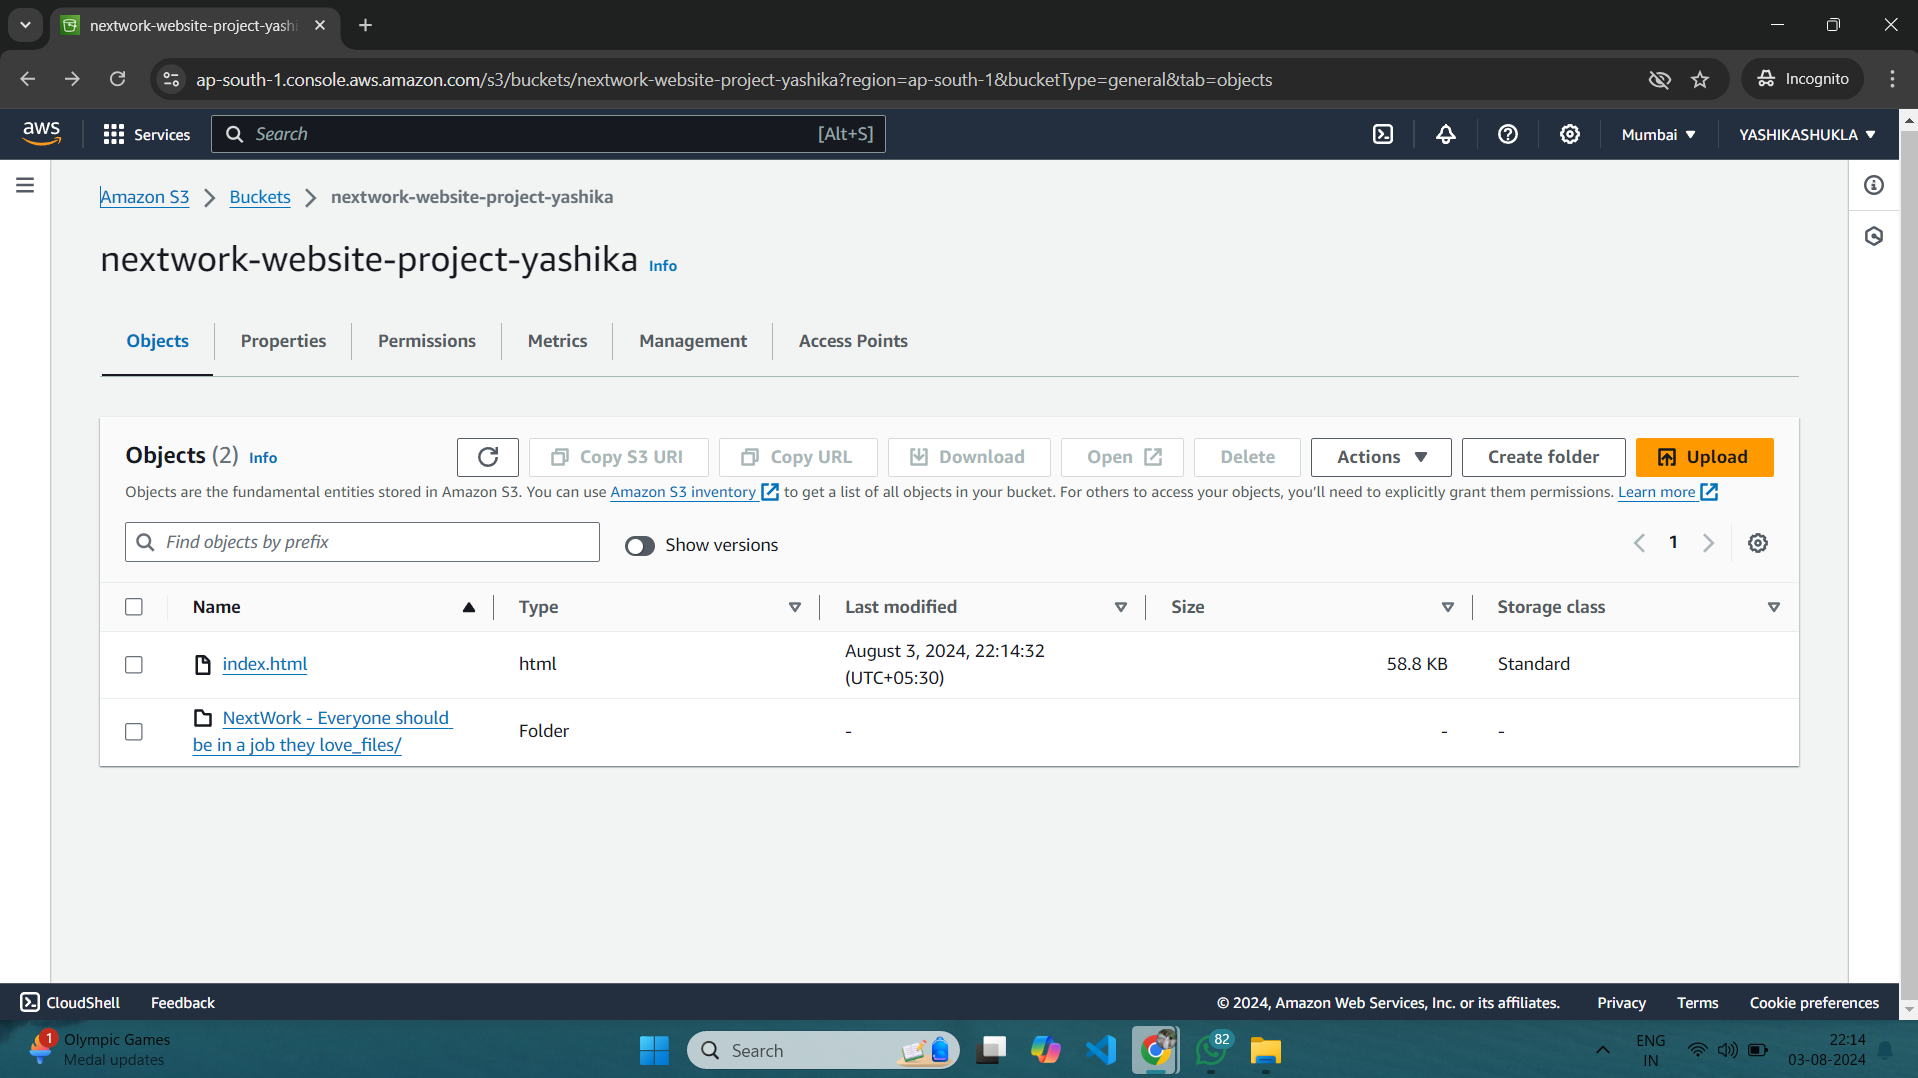 nextwork-website-project-yashi
ap-south-1.console.aws.amazon.com/s3/buckets/nextwork-website-project-yashika?region=ap-south-1&bucketType=general&tab=objects
Incognito
aws
Services
Search
[Alt+S]
Mumbai
YASHIKASHUKLA
Amazon S3
Buckets
nextwork-website-project-yashika
nextwork-website-project-yashika Info
Objects
Properties
Permissions
Metrics
Management
Access Points
Objects (2) Info
Copy S3 URI
Copy URL
Download
Open
Delete
Actions
Create folder
Upload
Objects are the fundamental entities stored in Amazon S3. You can use Amazon S3 inventory to get a list of all objects in your bucket. For others to access your objects, you'll need to explicitly grant them permissions. Learn more
Find objects by prefix
Show versions
1
Name
Type
Last modified
Size
Storage class
index.html
html
August 3, 2024, 22:14:32
(UTC+05:30)
58.8 KB
Standard
NextWork - Everyone should
be in a job they love_files/
Folder
-
-
-
CloudShell
Feedback
© 2024, Amazon Web Services, Inc. or its affiliates.
Privacy
Terms
Cookie preferences
1
Olympic Games
Medal updates
Search
82
ENG
IN
22:14
03-08-2024